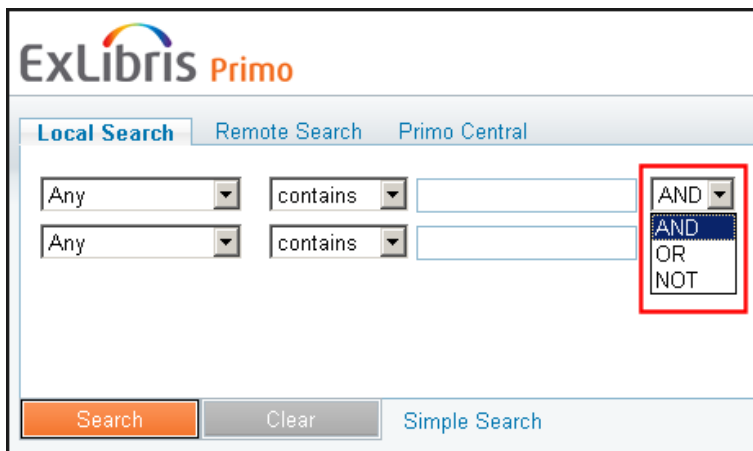 ExLibris Primo
Local Search Remote Search Primo Central
Any contains AND
Any contains AND
OR
NOT
Search Clear Simple Search